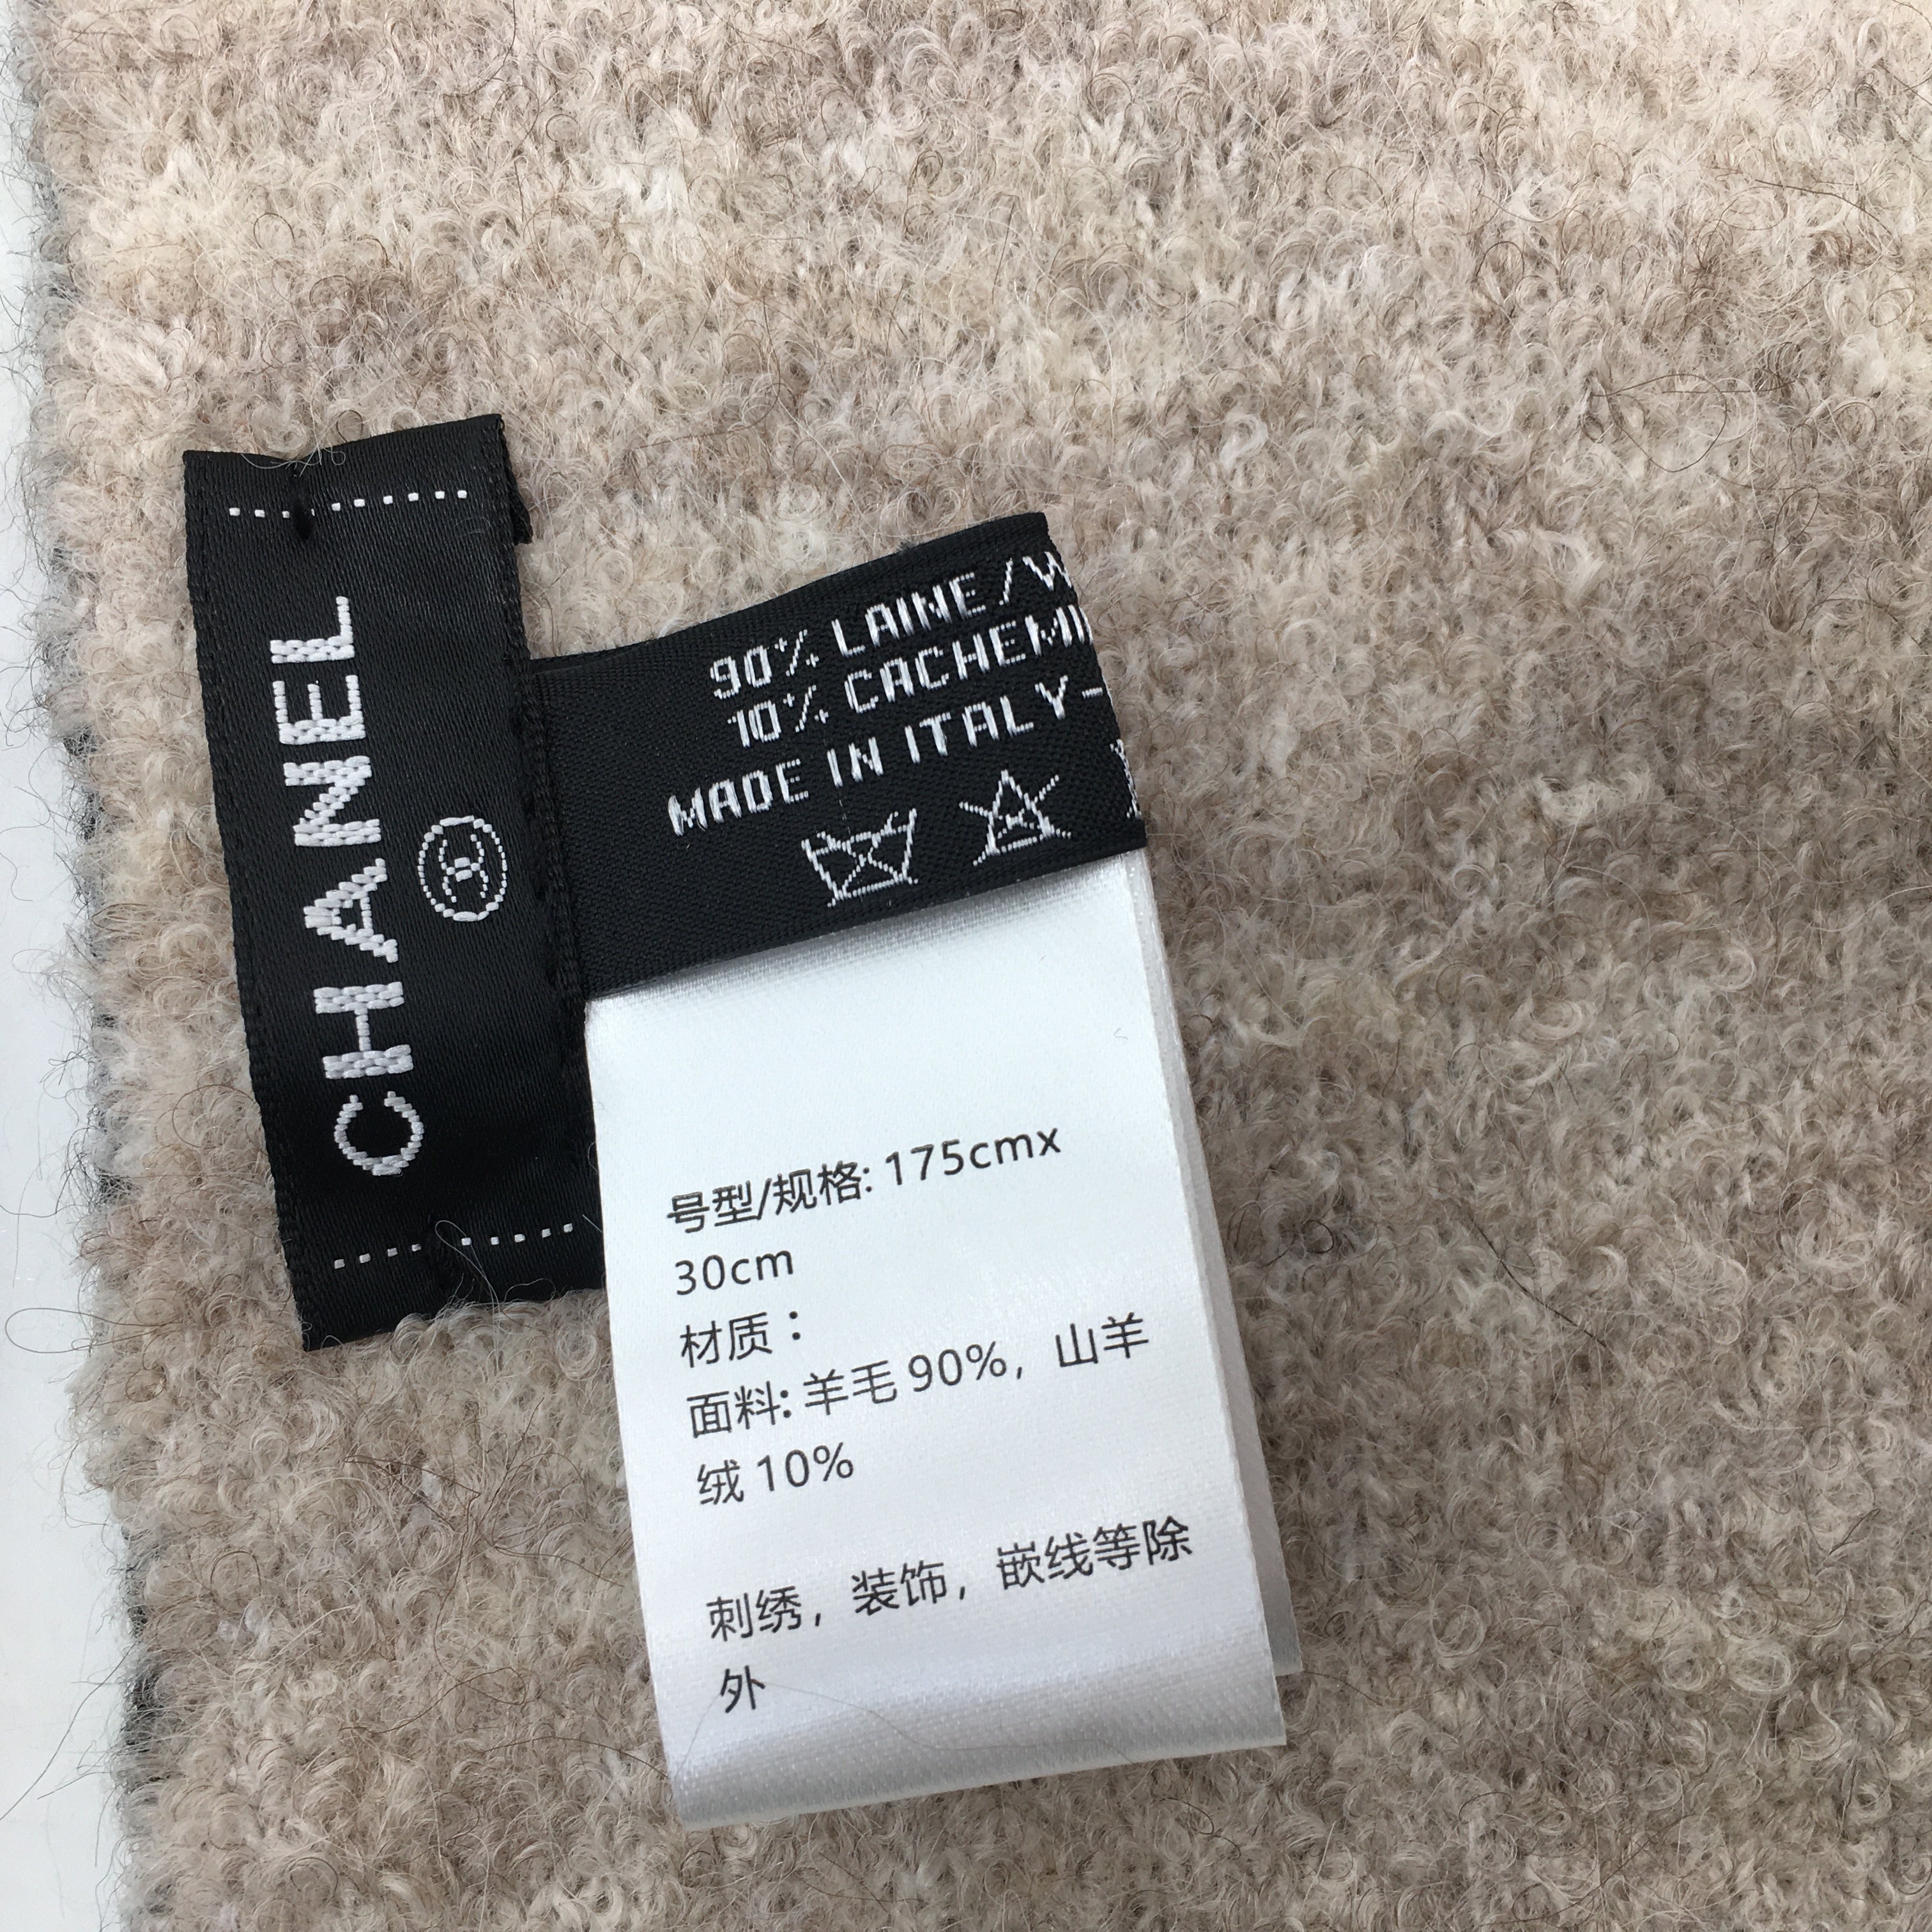 CHANEL
90% LAINE/W
10% CACHEMI
MADE IN ITALY-
号型/规格: 175cmx
30cm
材质：
面料: 羊毛 90%，山羊
绒 10%
刺绣，装饰，嵌线等除
外